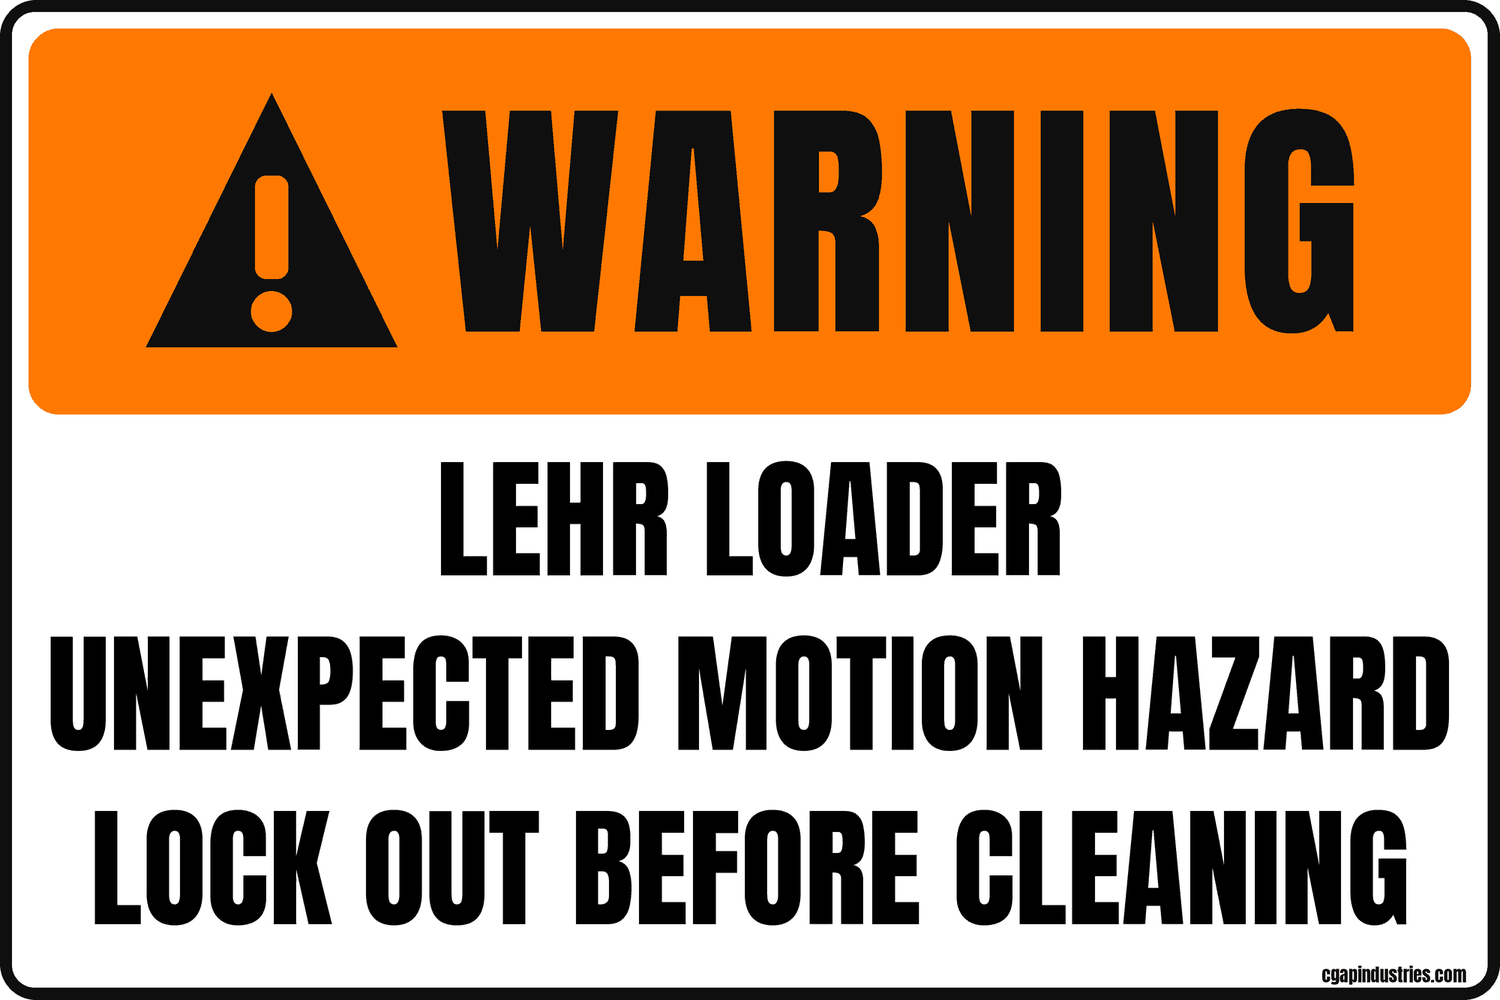 WARNING
LEHR LOADER
UNEXPECTED MOTION HAZARD
LOCK OUT BEFORE CLEANING
cgapindustries.com